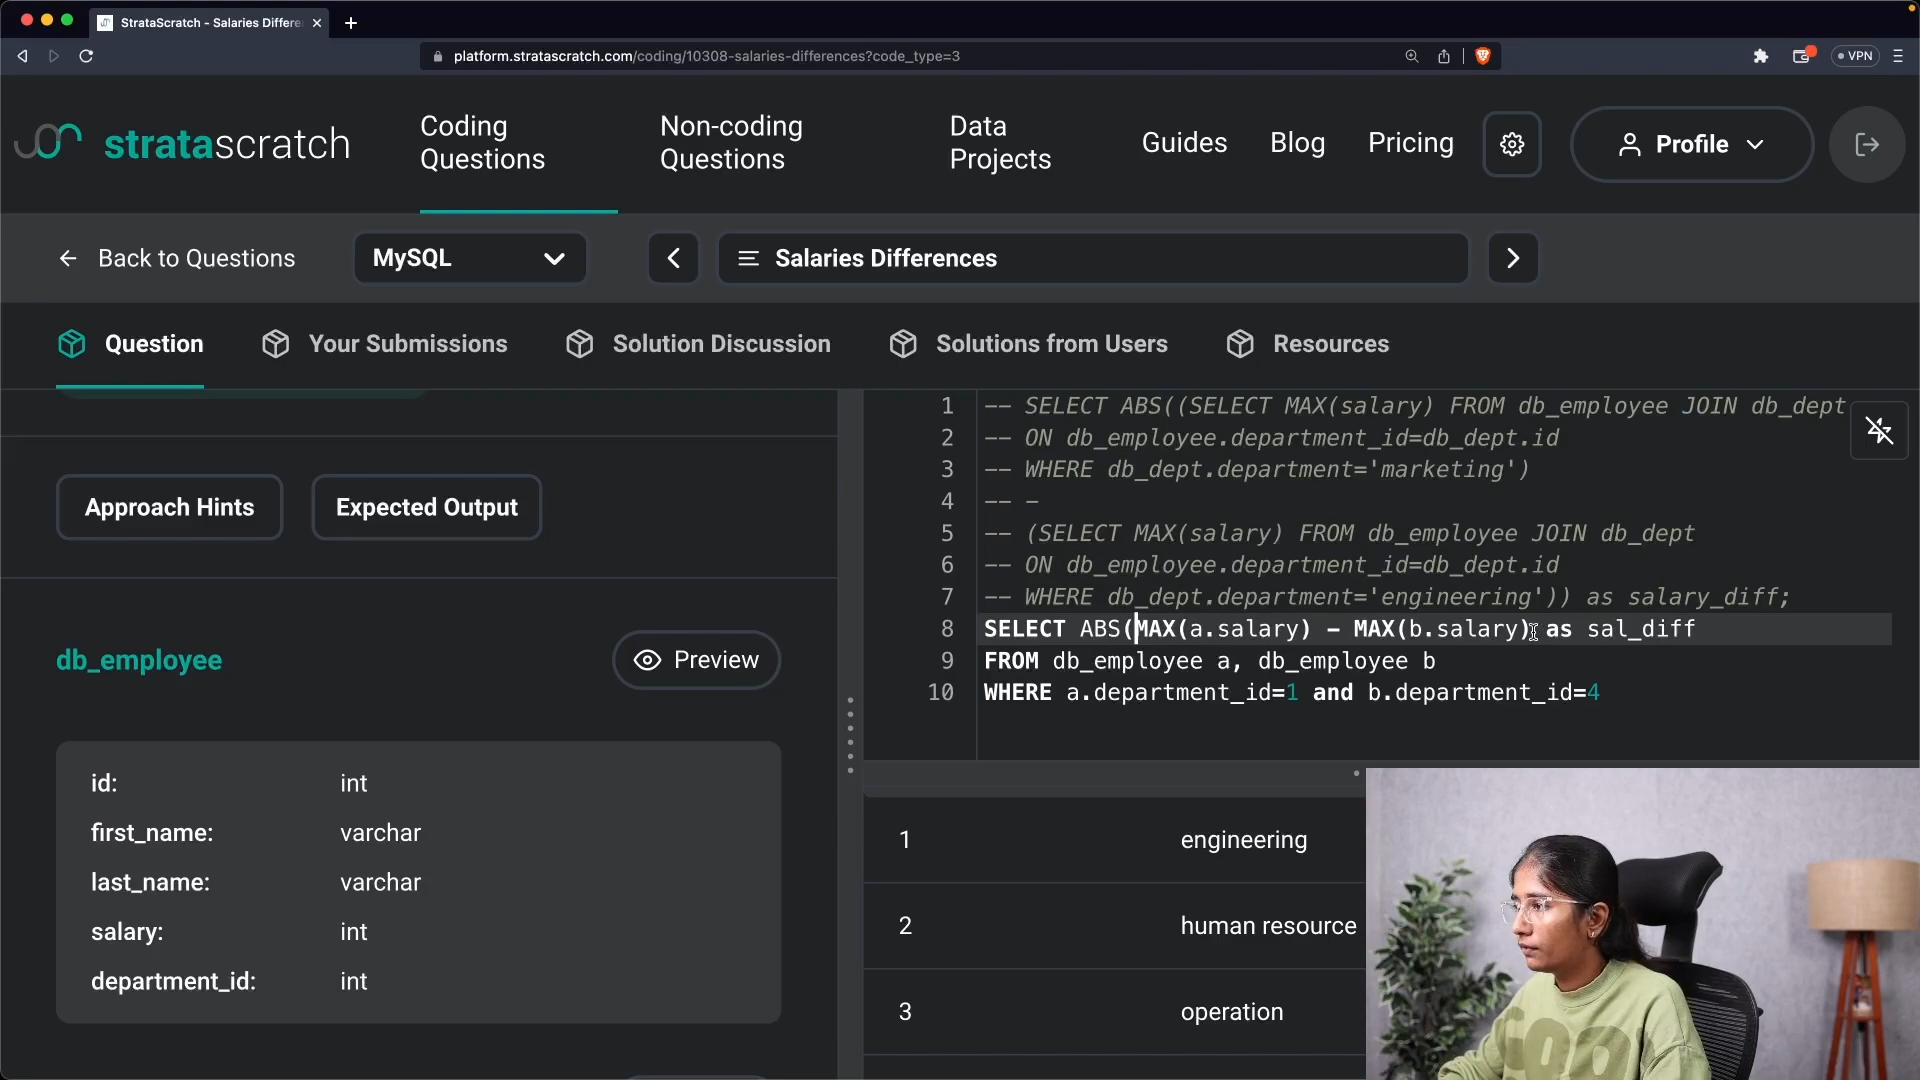 StrataScratch - Salaries Differe
platform.stratascratch.com/coding/10308-salaries-differences?code_type=3
VPN
stratascratch
Coding Questions
Non-coding Questions
Data Projects
Guides
Blog
Pricing
Profile
Back to Questions
MySQL
Salaries Differences
Question
Your Submissions
Solution Discussion
Solutions from Users
Resources
Approach Hints
Expected Output
db_employee
Preview
id: int
first_name: varchar
last_name: varchar
salary: int
department_id: int
1 -- SELECT ABS((SELECT MAX(salary) FROM db_employee JOIN db_dept
2 -- ON db_employee.department_id=db_dept.id
3 -- WHERE db_dept.department='marketing')
4 -- -
5 -- (SELECT MAX(salary) FROM db_employee JOIN db_dept
6 -- ON db_employee.department_id=db_dept.id
7 -- WHERE db_dept.department='engineering')) as salary_diff;
8 SELECT ABS(MAX(a.salary) - MAX(b.salary) as sal_diff
9 FROM db_employee a, db_employee b
10 WHERE a.department_id=1 and b.department_id=4
1 engineering
2 human resource
3 operation